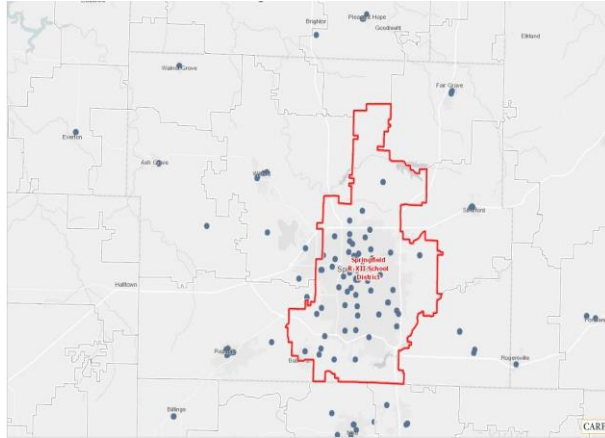 Pleasant Hope
Brighton
Goodnight
Elkland
Walnut Grove
Fair Grove
Everton
Ash Grove
Willard
Strafford
Springfield
R-XII School
District
Halltown
Republic
Rogersville
Billings
CARE